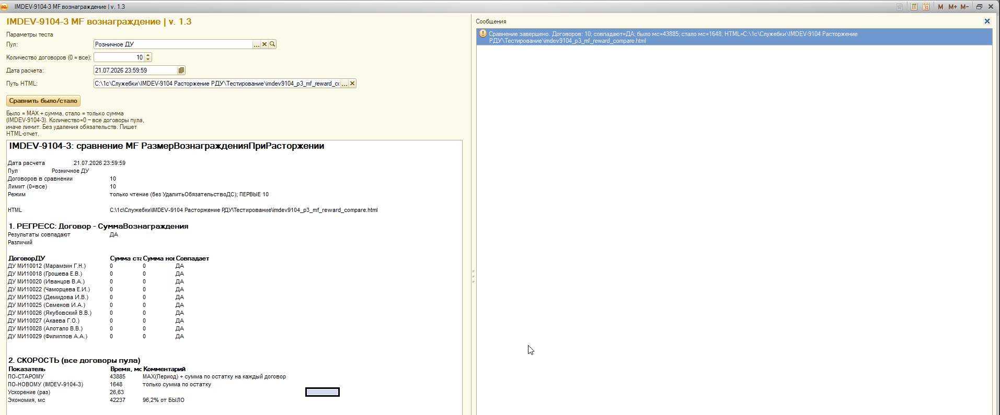 IMDEV-9104-3 MF вознаграждение | v. 1.3
31 M M+ M-
IMDEV-9104-3 MF вознаграждение | v. 1.3
Параметры теста
Пул: Розничное ДУ ...
Количество договоров (0 = все): 10
Дата расчета: 21.07.2026 23:59:59
Путь HTML: C:\1c\Служебки\IMDEV-9104 Расторжение РДУ\Тестирование\imdev9104_p3_mf_reward_cc ...
Сравнить было/стало
Было = MAX + сумма, стало = только сумма
(IMDEV-9104-3). Количество=0 – все договоры пула,
иначе лимит. Без удаления обязательств. Пишет
HTML-отчет.
IMDEV-9104-3: сравнение MF РазмерВознагражденияПриРасторжении
Дата расчета 21.07.2026 23:59:59
Пул Розничное ДУ
Договоров в сравнении 10
Лимит (0=все) 10
Режим только чтение (без УдалитьОбязательствоДС); ПЕРВЫЕ 10
HTML C:\1c\Служебки\IMDEV-9104 Расторжение РДУ\Тестирование\imdev9104_p3_mf_reward_compare.html
1. РЕГРЕСС: Договор - СуммаВознаграждения
Результаты совпадают ДА
Различий
ДоговорДУ Сумма ста Сумма нов Совпадает
ДУ МИ10012 (Марамзин Г.Н.) 0 0 ДА
ДУ МИ10018 (Грошева Е.В.) 0 0 ДА
ДУ МИ10020 (Иванцов В.А.) 0 0 ДА
ДУ МИ10022 (Чаморцева Е.И.) 0 0 ДА
ДУ МИ10023 (Демидова И.В.) 0 0 ДА
ДУ МИ10025 (Семенов И.А.) 0 0 ДА
ДУ МИ10026 (Якубовский В.В.) 0 0 ДА
ДУ МИ10027 (Акаева Г.О.) 0 0 ДА
ДУ МИ10028 (Алотало В.В.) 0 0 ДА
ДУ МИ10029 (Филиппов А.А.) 0 0 ДА
2. СКОРОСТЬ (все договоры пула)
Показатель Время, мс Комментарий
ПО-СТАРОМУ 43885 MAX(Период) + сумма по остатку на каждый договор
ПО-НОВОМУ (IMDEV-9104-3) 1648 только сумма по остатку
Ускорение (раз) 26,63
Экономия, мс 42237 96,2% от БЫЛО
Сообщения
Сравнение завершено. Договоров: 10; совпадают=ДА; было мс=43885; стало мс=1648; HTML=C:\1c\Служебки\IMDEV-9104 Расторжение
РДУ\Тестирование\imdev9104_p3_mf_reward_compare.html